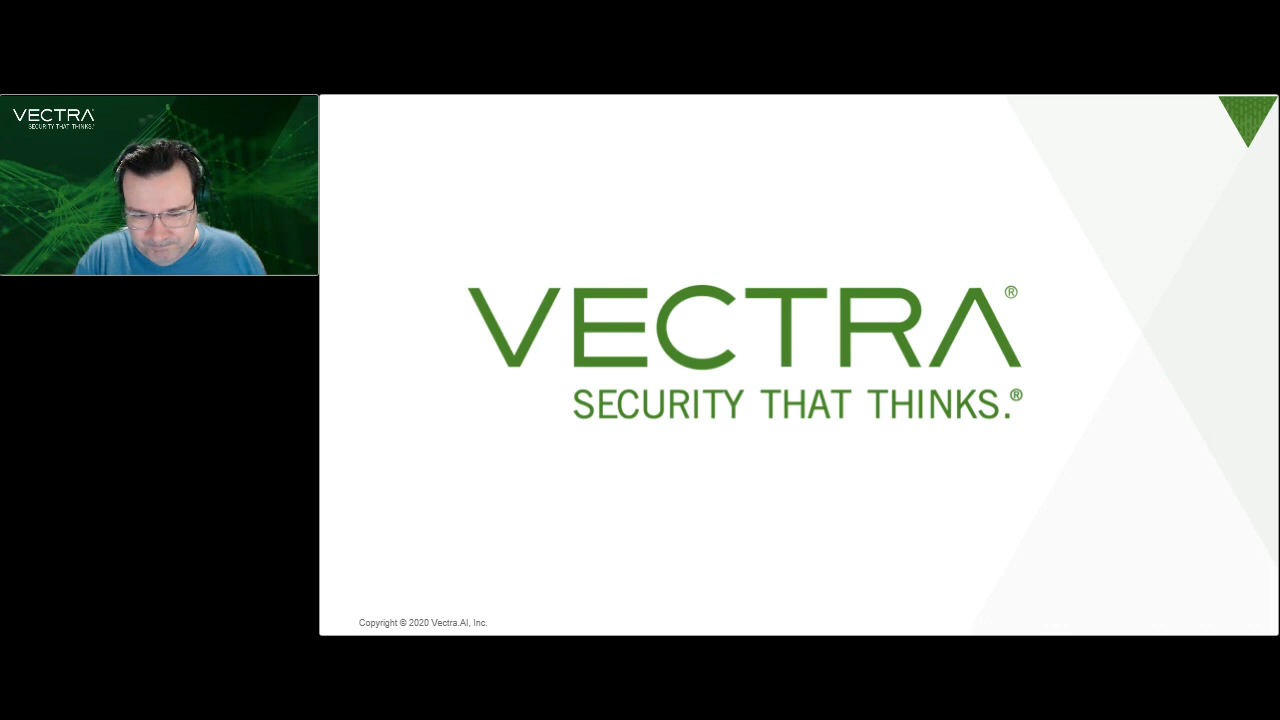 VECTRA
SECURITY THAT THINKS.
VECTRA®
SECURITY THAT THINKS.®
Copyright © 2020 Vectra.AI, Inc.